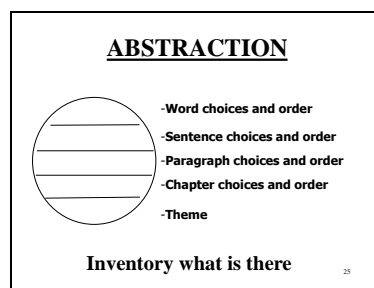 ABSTRACTION
-Word choices and order
-Sentence choices and order
-Paragraph choices and order
-Chapter choices and order
-Theme
Inventory what is there
25